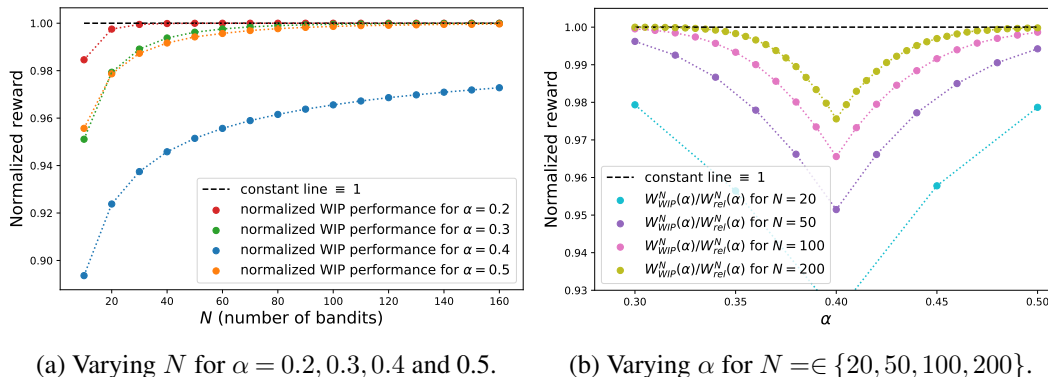 1.00
0.98
0.96
0.94
0.92
0.90
Normalized reward
20 40 60 80 100 120 140 160
N (number of bandits)
constant line ≡ 1
normalized WIP performance for α = 0.2
normalized WIP performance for α = 0.3
normalized WIP performance for α = 0.4
normalized WIP performance for α = 0.5
(a) Varying N for α = 0.2, 0.3, 0.4 and 0.5.
1.00
0.99
0.98
0.97
0.96
0.95
0.94
0.93
Normalized reward
0.30 0.35 0.40 0.45 0.50
α
constant line ≡ 1
W^N_WIP(α)/W^N_rel(α) for N = 20
W^N_WIP(α)/W^N_rel(α) for N = 50
W^N_WIP(α)/W^N_rel(α) for N = 100
W^N_WIP(α)/W^N_rel(α) for N = 200
(b) Varying α for N =∈ {20, 50, 100, 200}.